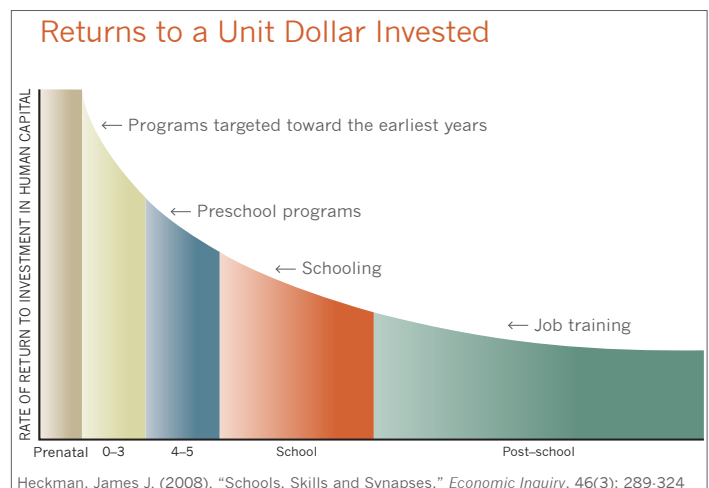 Returns to a Unit Dollar Invested
RATE OF RETURN TO INVESTMENT IN HUMAN CAPITAL
← Programs targeted toward the earliest years
← Preschool programs
← Schooling
← Job training
Prenatal 0–3 4–5 School Post–school
Heckman, James J. (2008). “Schools, Skills and Synapses,” Economic Inquiry, 46(3): 289-324